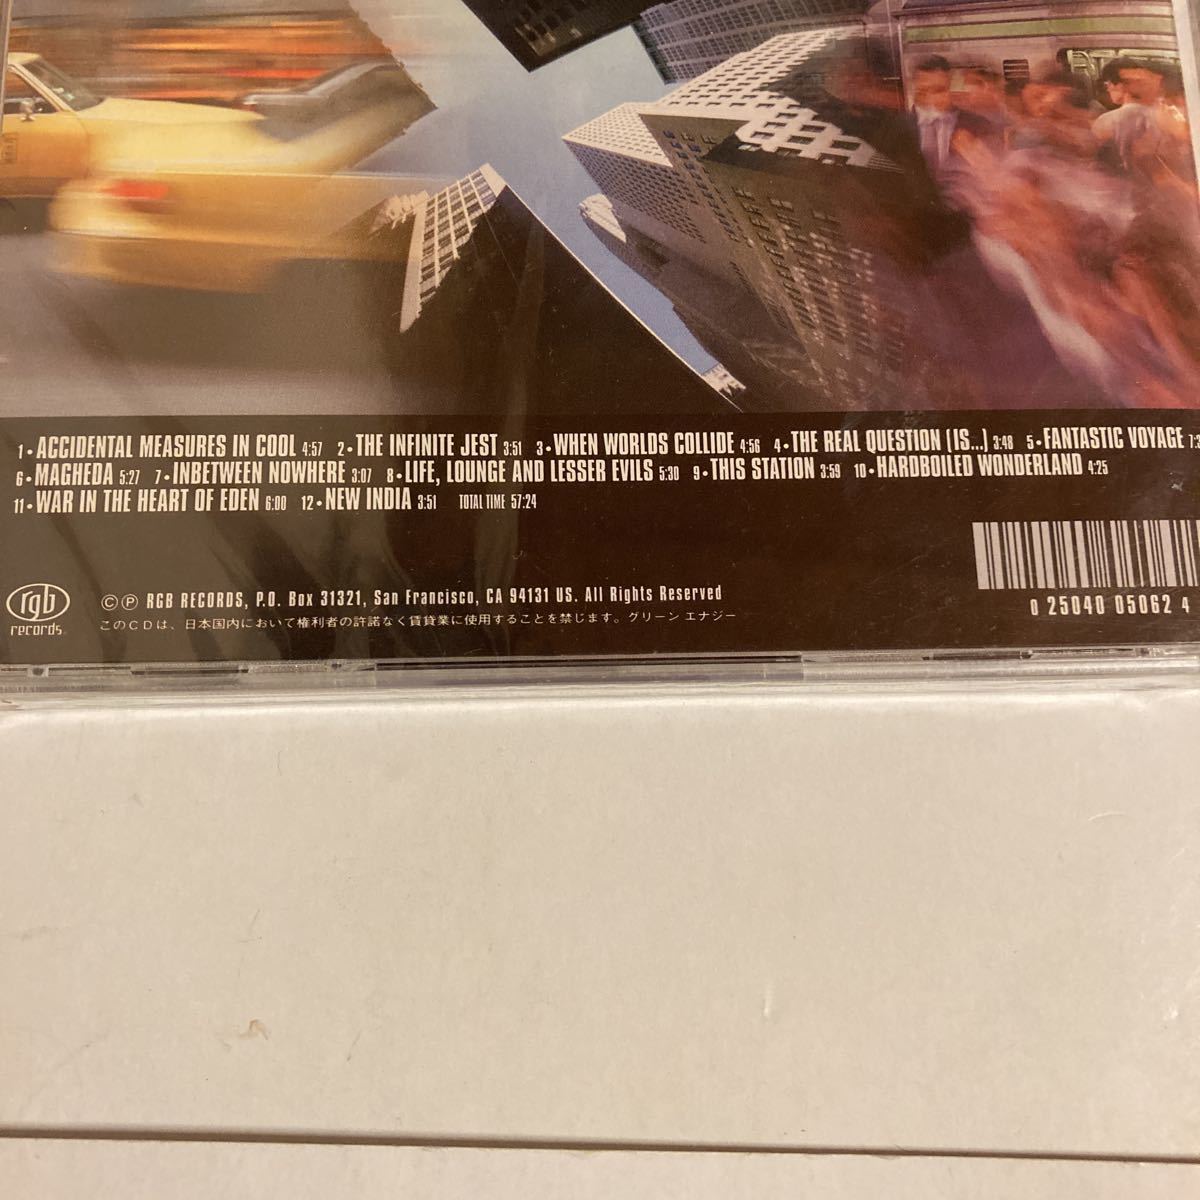 1•ACCIDENTAL MEASURES IN COOL 4:57 2•THE INFINITE JEST 3:51 3•WHEN WORLDS COLLIDE 4:56 4•THE REAL QUESTION (IS...) 3:48 5•FANTASTIC VOYAGE
6•MAGHEDA 5:27 7•INBETWEEN NOWHERE 3:07 8•LIFE, LOUNGE AND LESSER EVILS 5:30 9•THIS STATION 3:59 10•HARDBOILED WONDERLAND 4:25
11•WAR IN THE HEART OF EDEN 6:00 12•NEW INDIA 3:51 TOTAL TIME 57:24
rgb
records
©℗ RGB RECORDS, P.O. Box 31321, San Francisco, CA 94131 US. All Rights Reserved
このCDは、日本国内において権利者の許諾なく賃貸業に使用することを禁じます。グリーン エナジー
0 25040 05062 4